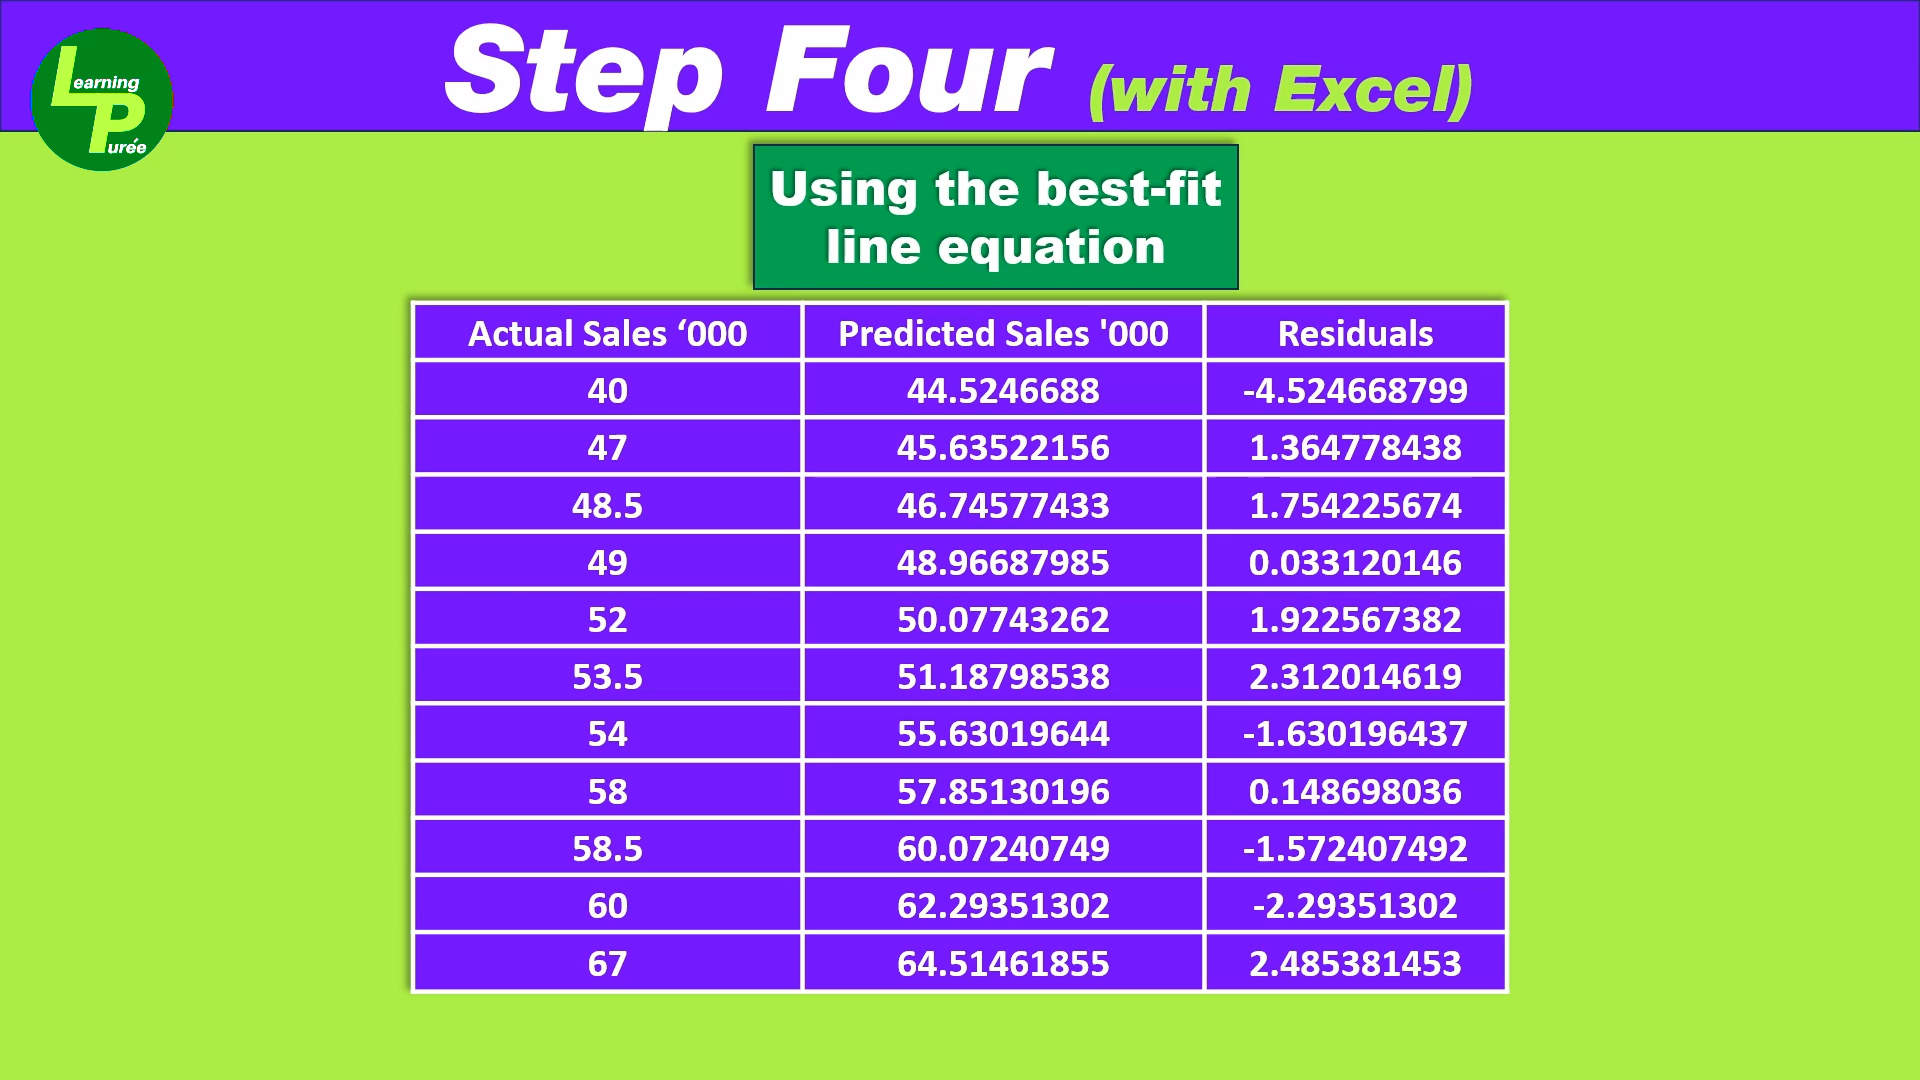 Step Four (with Excel)
Learning
Purée
Using the best-fit
line equation
Actual Sales ‘000 Predicted Sales '000 Residuals
40 44.5246688 -4.524668799
47 45.63522156 1.364778438
48.5 46.74577433 1.754225674
49 48.96687985 0.033120146
52 50.07743262 1.922567382
53.5 51.18798538 2.312014619
54 55.63019644 -1.630196437
58 57.85130196 0.148698036
58.5 60.07240749 -1.572407492
60 62.29351302 -2.29351302
67 64.51461855 2.485381453